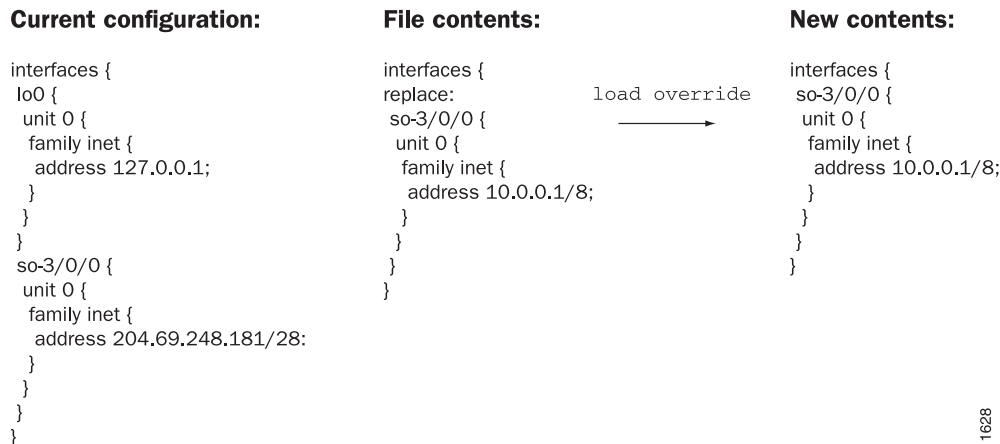 Current configuration:
interfaces {
lo0 {
unit 0 {
family inet {
address 127.0.0.1;
}
}
}
so-3/0/0 {
unit 0 {
family inet {
address 204.69.248.181/28:
}
}
}
}
File contents:
interfaces {
replace:
so-3/0/0 {
unit 0 {
family inet {
address 10.0.0.1/8;
}
}
}
}
load override
New contents:
interfaces {
so-3/0/0 {
unit 0 {
family inet {
address 10.0.0.1/8;
}
}
}
}
1628